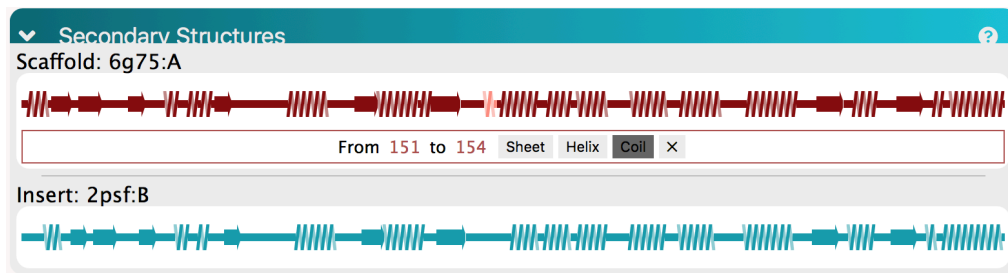 Secondary Structures ?
Scaffold: 6g75:A
From 151 to 154 Sheet Helix Coil ×
Insert: 2psf:B